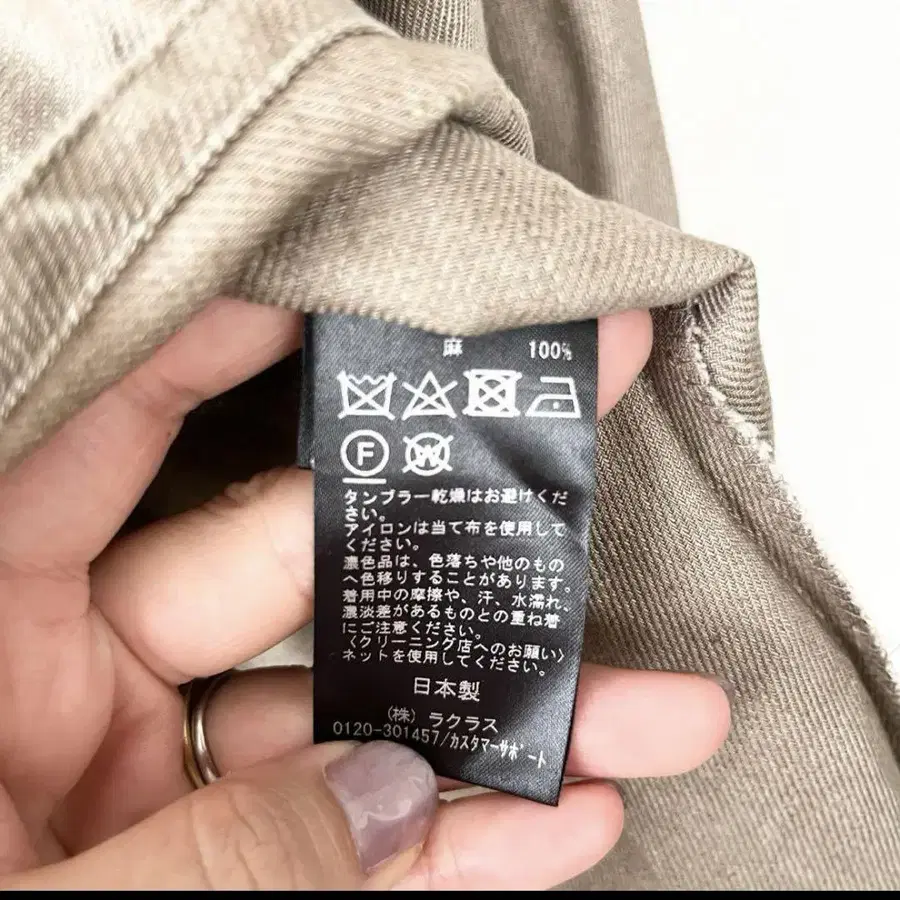 麻 100%
F W
タンブラー乾燥はお避けくだ
さい。
アイロンは当て布を使用して
ください。
濃色品は、色落ちや他のもの
へ色移りすることがあります。
着用中の摩擦や、汗、水濡れ、
濃淡差があるものとの重ね着
にご注意ください。
〈クリーニング店へのお願い〉
ネットを使用してください。
日本製
(株) ラクラス
0120-301457/カスタマーサポート